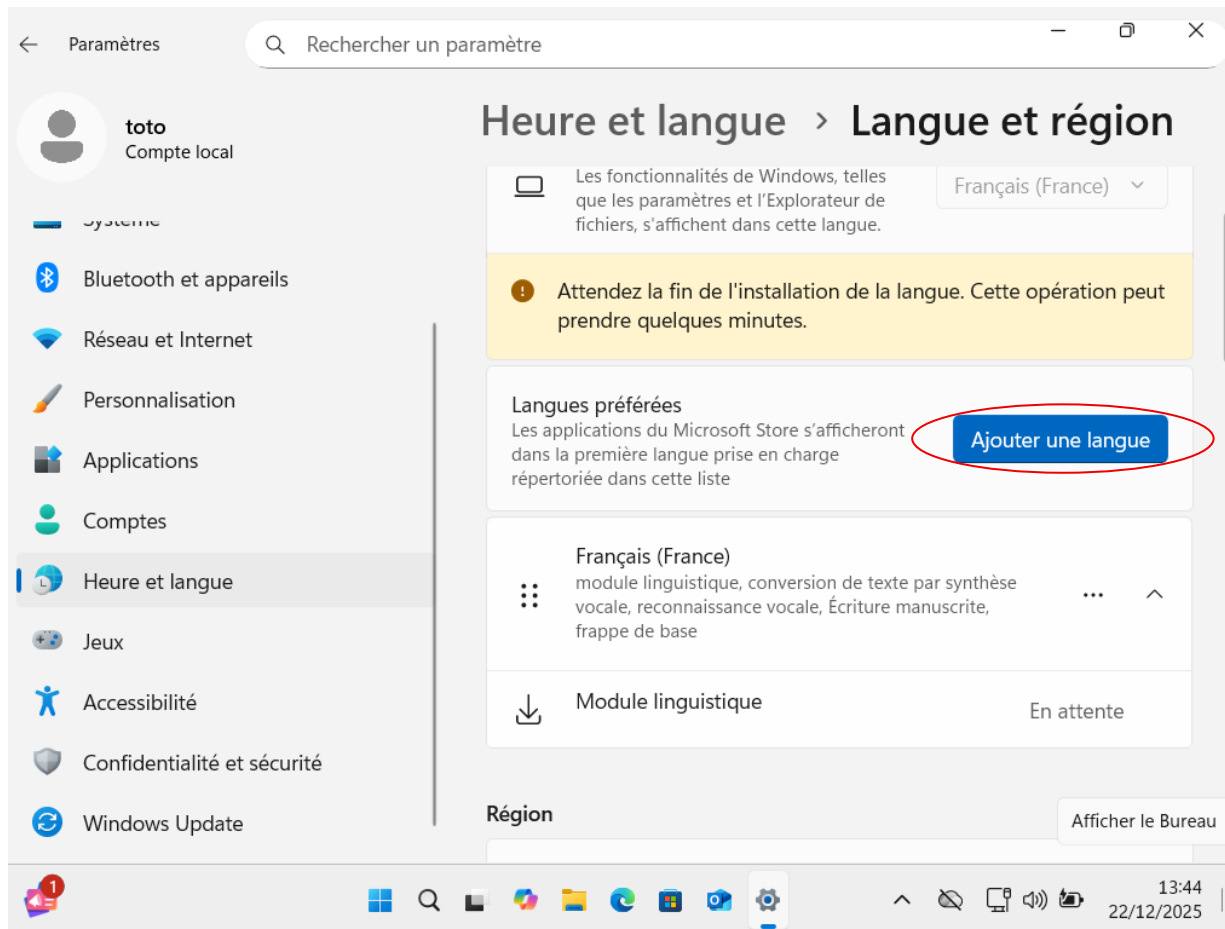 Paramètres
Rechercher un paramètre
toto
Compte local
Système
Bluetooth et appareils
Réseau et Internet
Personnalisation
Applications
Comptes
Heure et langue
Jeux
Accessibilité
Confidentialité et sécurité
Windows Update
Heure et langue > Langue et région
Les fonctionnalités de Windows, telles
que les paramètres et l'Explorateur de
fichiers, s'affichent dans cette langue.
Français (France)
Attendez la fin de l'installation de la langue. Cette opération peut
prendre quelques minutes.
Langues préférées
Les applications du Microsoft Store s'afficheront
dans la première langue prise en charge
répertoriée dans cette liste
Ajouter une langue
Français (France)
module linguistique, conversion de texte par synthèse
vocale, reconnaissance vocale, Écriture manuscrite,
frappe de base
Module linguistique
En attente
Région
Afficher le Bureau
1
13:44
22/12/2025